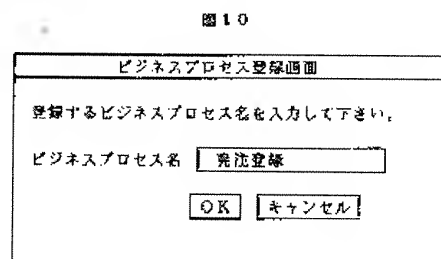 図10
ビジネスプロセス登録画面
登録するビジネスプロセス名を入力して下さい。
ビジネスプロセス名 発注登録
OK キャンセル